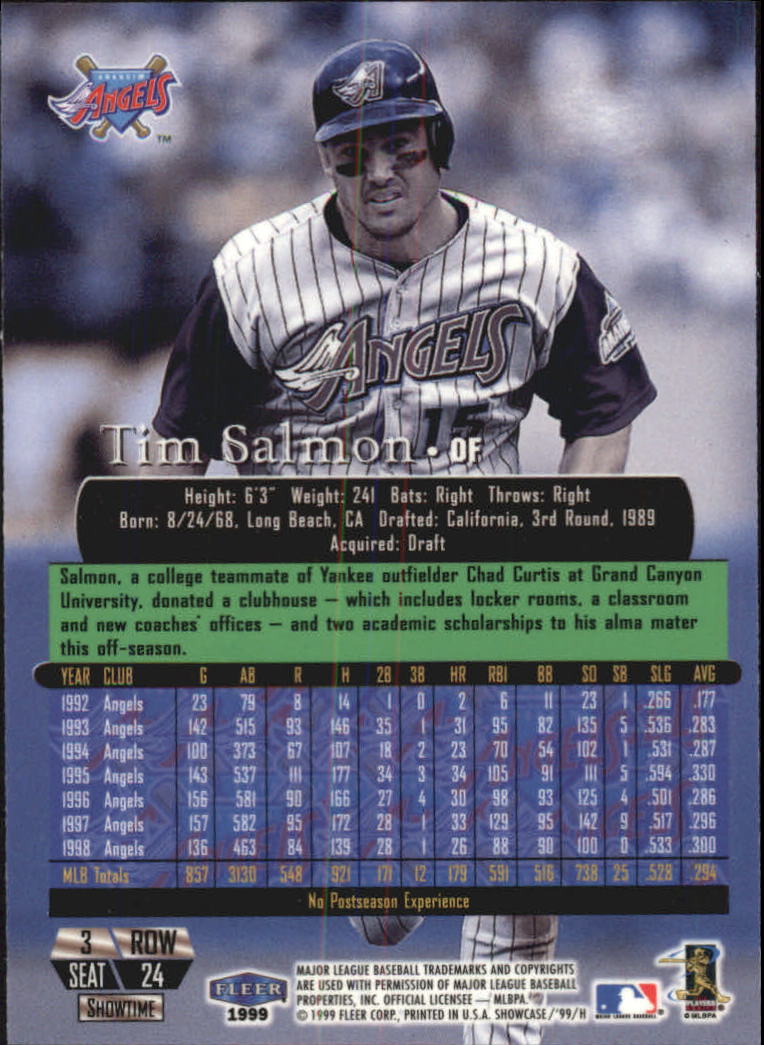 ANAHEIM
ANGELS
TM
ANGELS
15
Tim Salmon • OF
Height: 6'3" Weight: 241 Bats: Right Throws: Right
Born: 8/24/68, Long Beach, CA Drafted: California, 3rd Round, 1989
Acquired: Draft
Salmon, a college teammate of Yankee outfielder Chad Curtis at Grand Canyon
University, donated a clubhouse — which includes locker rooms, a classroom
and new coaches' offices — and two academic scholarships to his alma mater
this off-season.
YEAR CLUB G AB R H 2B 3B HR RBI BB SO SB SLG AVG
1992 Angels 23 79 8 14 1 0 2 6 11 23 1 .266 .177
1993 Angels 142 515 93 146 35 1 31 95 82 135 5 .536 .283
1994 Angels 100 373 67 107 18 2 23 70 54 102 1 .531 .287
1995 Angels 143 537 111 177 34 3 34 105 91 111 5 .594 .330
1996 Angels 156 581 90 166 27 4 30 98 93 125 4 .501 .286
1997 Angels 157 582 95 172 28 1 33 129 95 142 9 .517 .296
1998 Angels 136 463 84 139 28 1 26 88 90 100 0 .533 .300
MLB Totals 857 3130 548 921 171 12 179 591 516 738 25 .528 .294
No Postseason Experience
3 ROW
SEAT 24
SHOWTIME
FLEER
1999
MAJOR LEAGUE BASEBALL TRADEMARKS AND COPYRIGHTS
ARE USED WITH PERMISSION OF MAJOR LEAGUE BASEBALL
PROPERTIES, INC. OFFICIAL LICENSEE — MLBPA.
© 1999 FLEER CORP., PRINTED IN U.S.A. SHOWCASE/'99/H
MAJOR LEAGUE BASEBALL
PLAYERS
CHOICE
© MLBPA